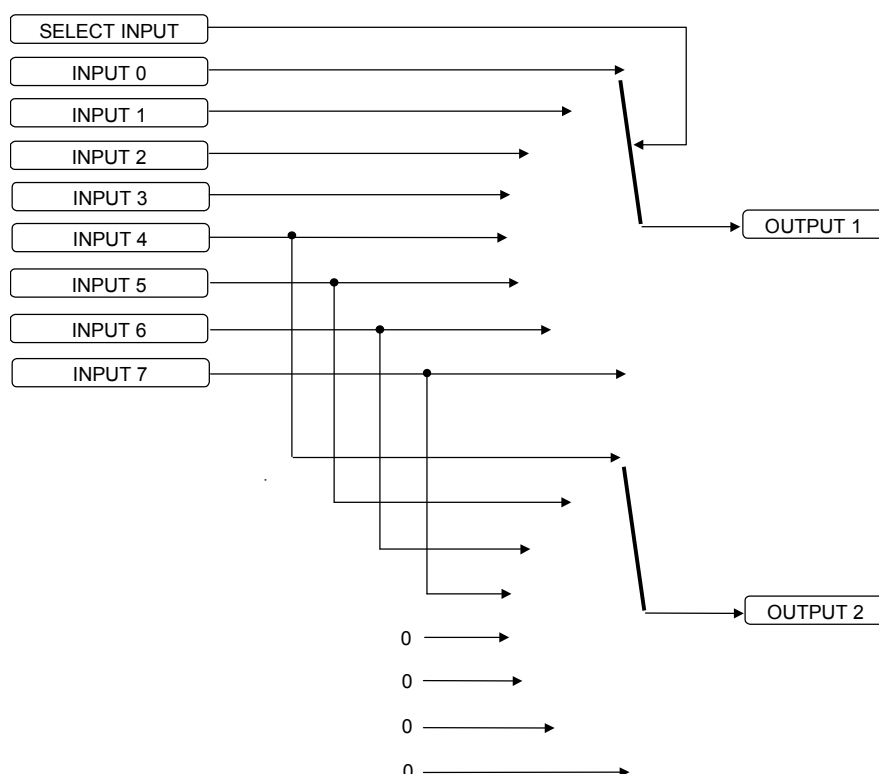 SELECT INPUT
INPUT 0
INPUT 1
INPUT 2
INPUT 3
INPUT 4
INPUT 5
INPUT 6
INPUT 7
OUTPUT 1
OUTPUT 2
0
0
0
0